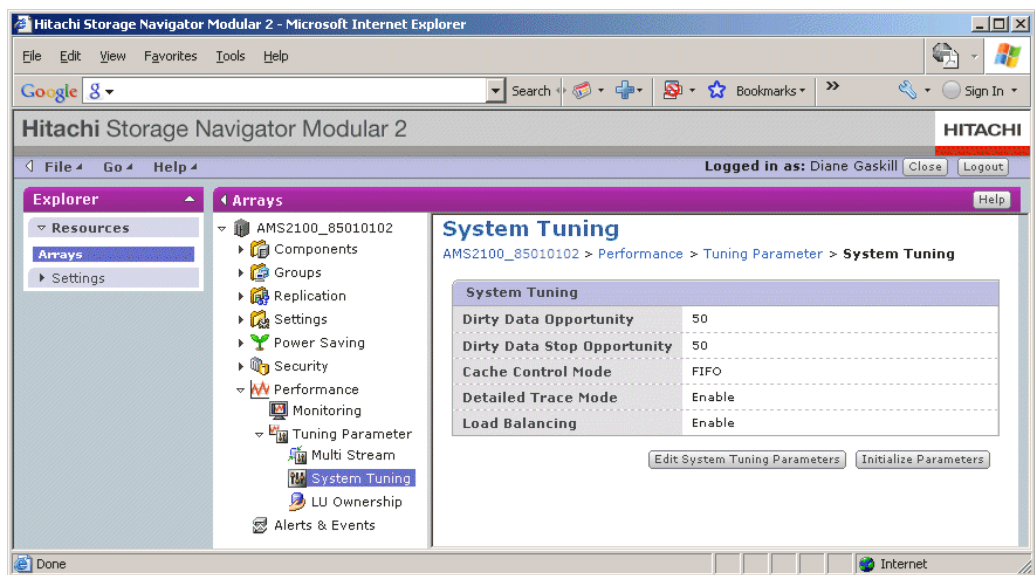 Hitachi Storage Navigator Modular 2 - Microsoft Internet Explorer
File Edit View Favorites Tools Help
Google Search Bookmarks Sign In
Hitachi Storage Navigator Modular 2 HITACHI
File Go Help Logged in as: Diane Gaskill Close Logout
Explorer
Resources
Arrays
Settings
Arrays Help
AMS2100_85010102
Components
Groups
Replication
Settings
Power Saving
Security
Performance
Monitoring
Tuning Parameter
Multi Stream
System Tuning
LU Ownership
Alerts & Events
System Tuning
AMS2100_85010102 > Performance > Tuning Parameter > System Tuning
System Tuning
Dirty Data Opportunity 50
Dirty Data Stop Opportunity 50
Cache Control Mode FIFO
Detailed Trace Mode Enable
Load Balancing Enable
Edit System Tuning Parameters Initialize Parameters
Done Internet